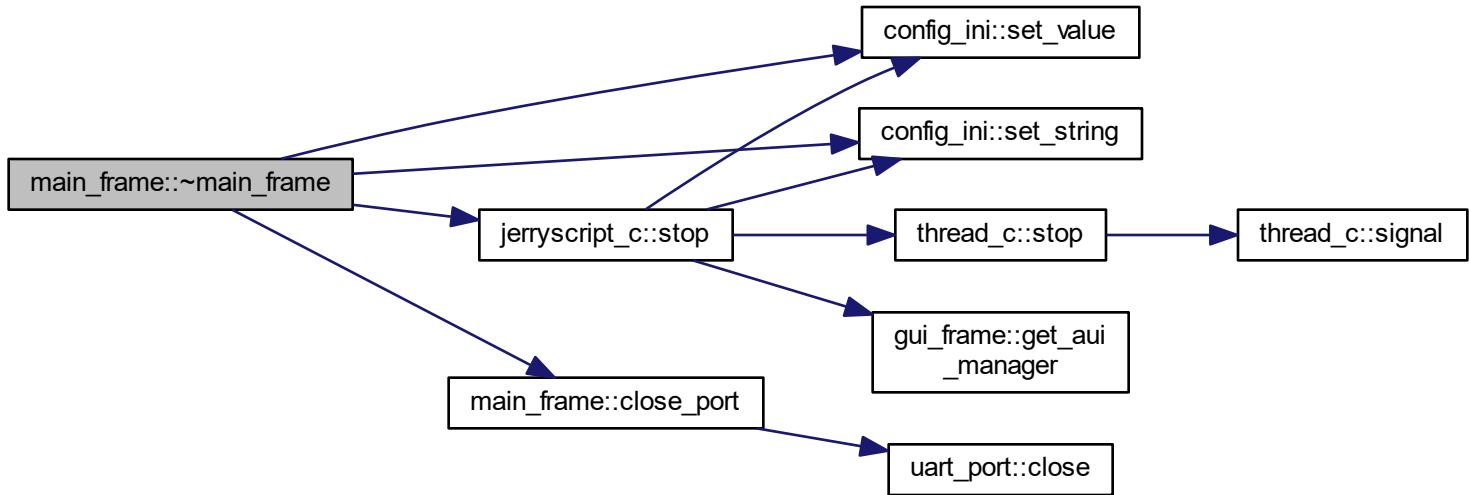 config_ini::set_value
config_ini::set_string
main_frame::~main_frame
jerryscript_c::stop
thread_c::stop
thread_c::signal
gui_frame::get_aui
_manager
main_frame::close_port
uart_port::close